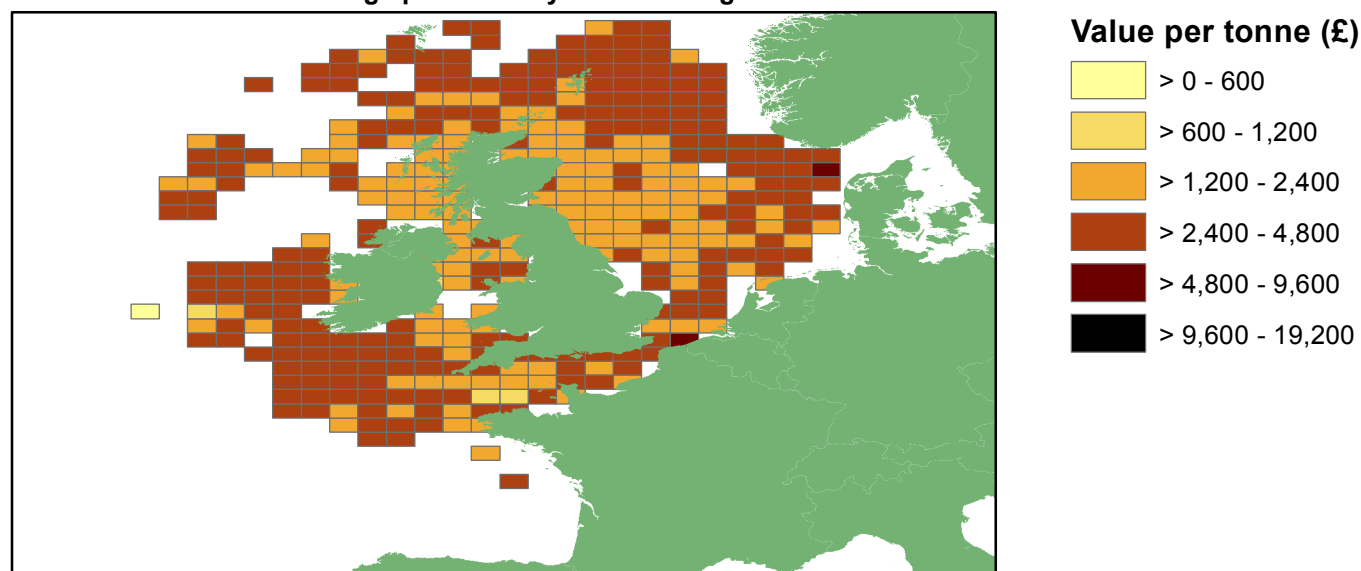 Value per tonne (£)
> 0 - 600
> 600 - 1,200
> 1,200 - 2,400
> 2,400 - 4,800
> 4,800 - 9,600
> 9,600 - 19,200